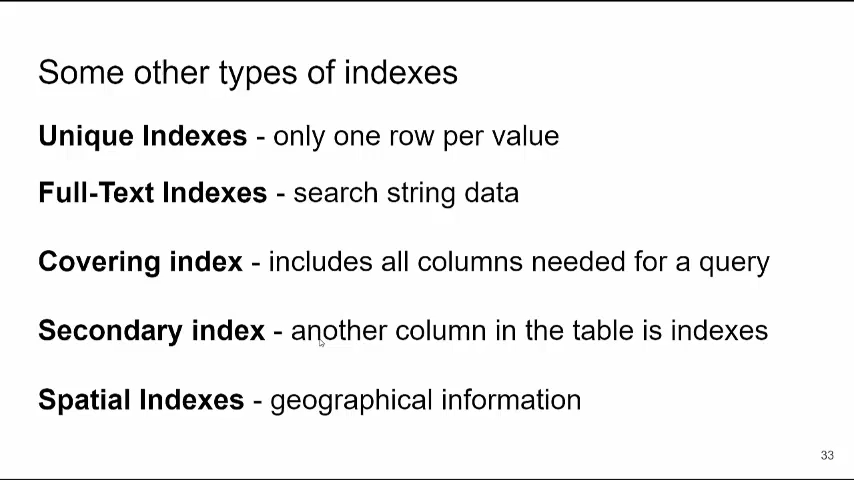 Some other types of indexes
Unique Indexes - only one row per value
Full-Text Indexes - search string data
Covering index - includes all columns needed for a query
Secondary index - another column in the table is indexes
Spatial Indexes - geographical information
33